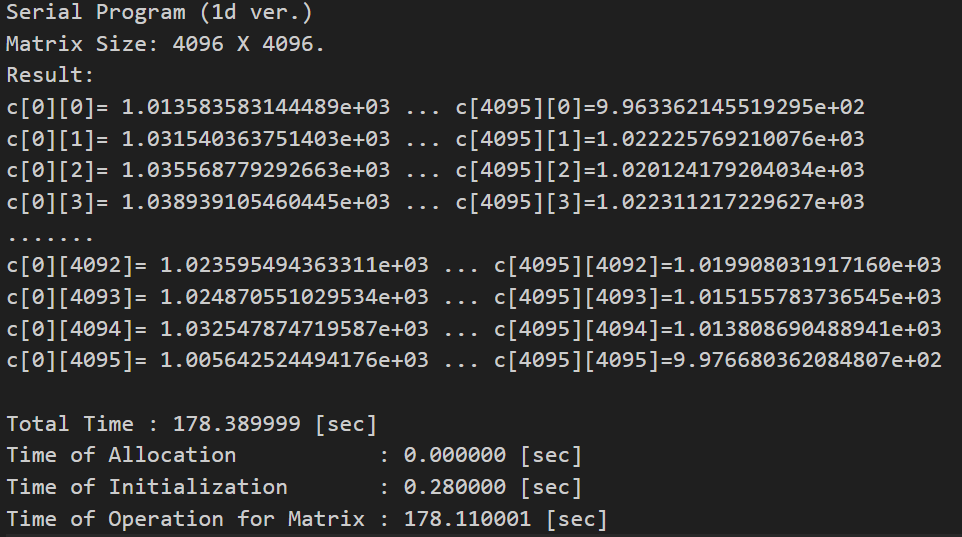 Serial Program (1d ver.)
Matrix Size: 4096 X 4096.
Result:
c[0][0]= 1.013583583144489e+03 ... c[4095][0]=9.963362145519295e+02
c[0][1]= 1.031540363751403e+03 ... c[4095][1]=1.022225769210076e+03
c[0][2]= 1.035568779292663e+03 ... c[4095][2]=1.020124179204034e+03
c[0][3]= 1.038939105460445e+03 ... c[4095][3]=1.022311217229627e+03
.......
c[0][4092]= 1.023595494363311e+03 ... c[4095][4092]=1.019908031917160e+03
c[0][4093]= 1.024870551029534e+03 ... c[4095][4093]=1.015155783736545e+03
c[0][4094]= 1.032547874719587e+03 ... c[4095][4094]=1.013808690488941e+03
c[0][4095]= 1.005642524494176e+03 ... c[4095][4095]=9.976680362084807e+02
Total Time : 178.389999 [sec]
Time of Allocation           : 0.000000 [sec]
Time of Initialization       : 0.280000 [sec]
Time of Operation for Matrix : 178.110001 [sec]